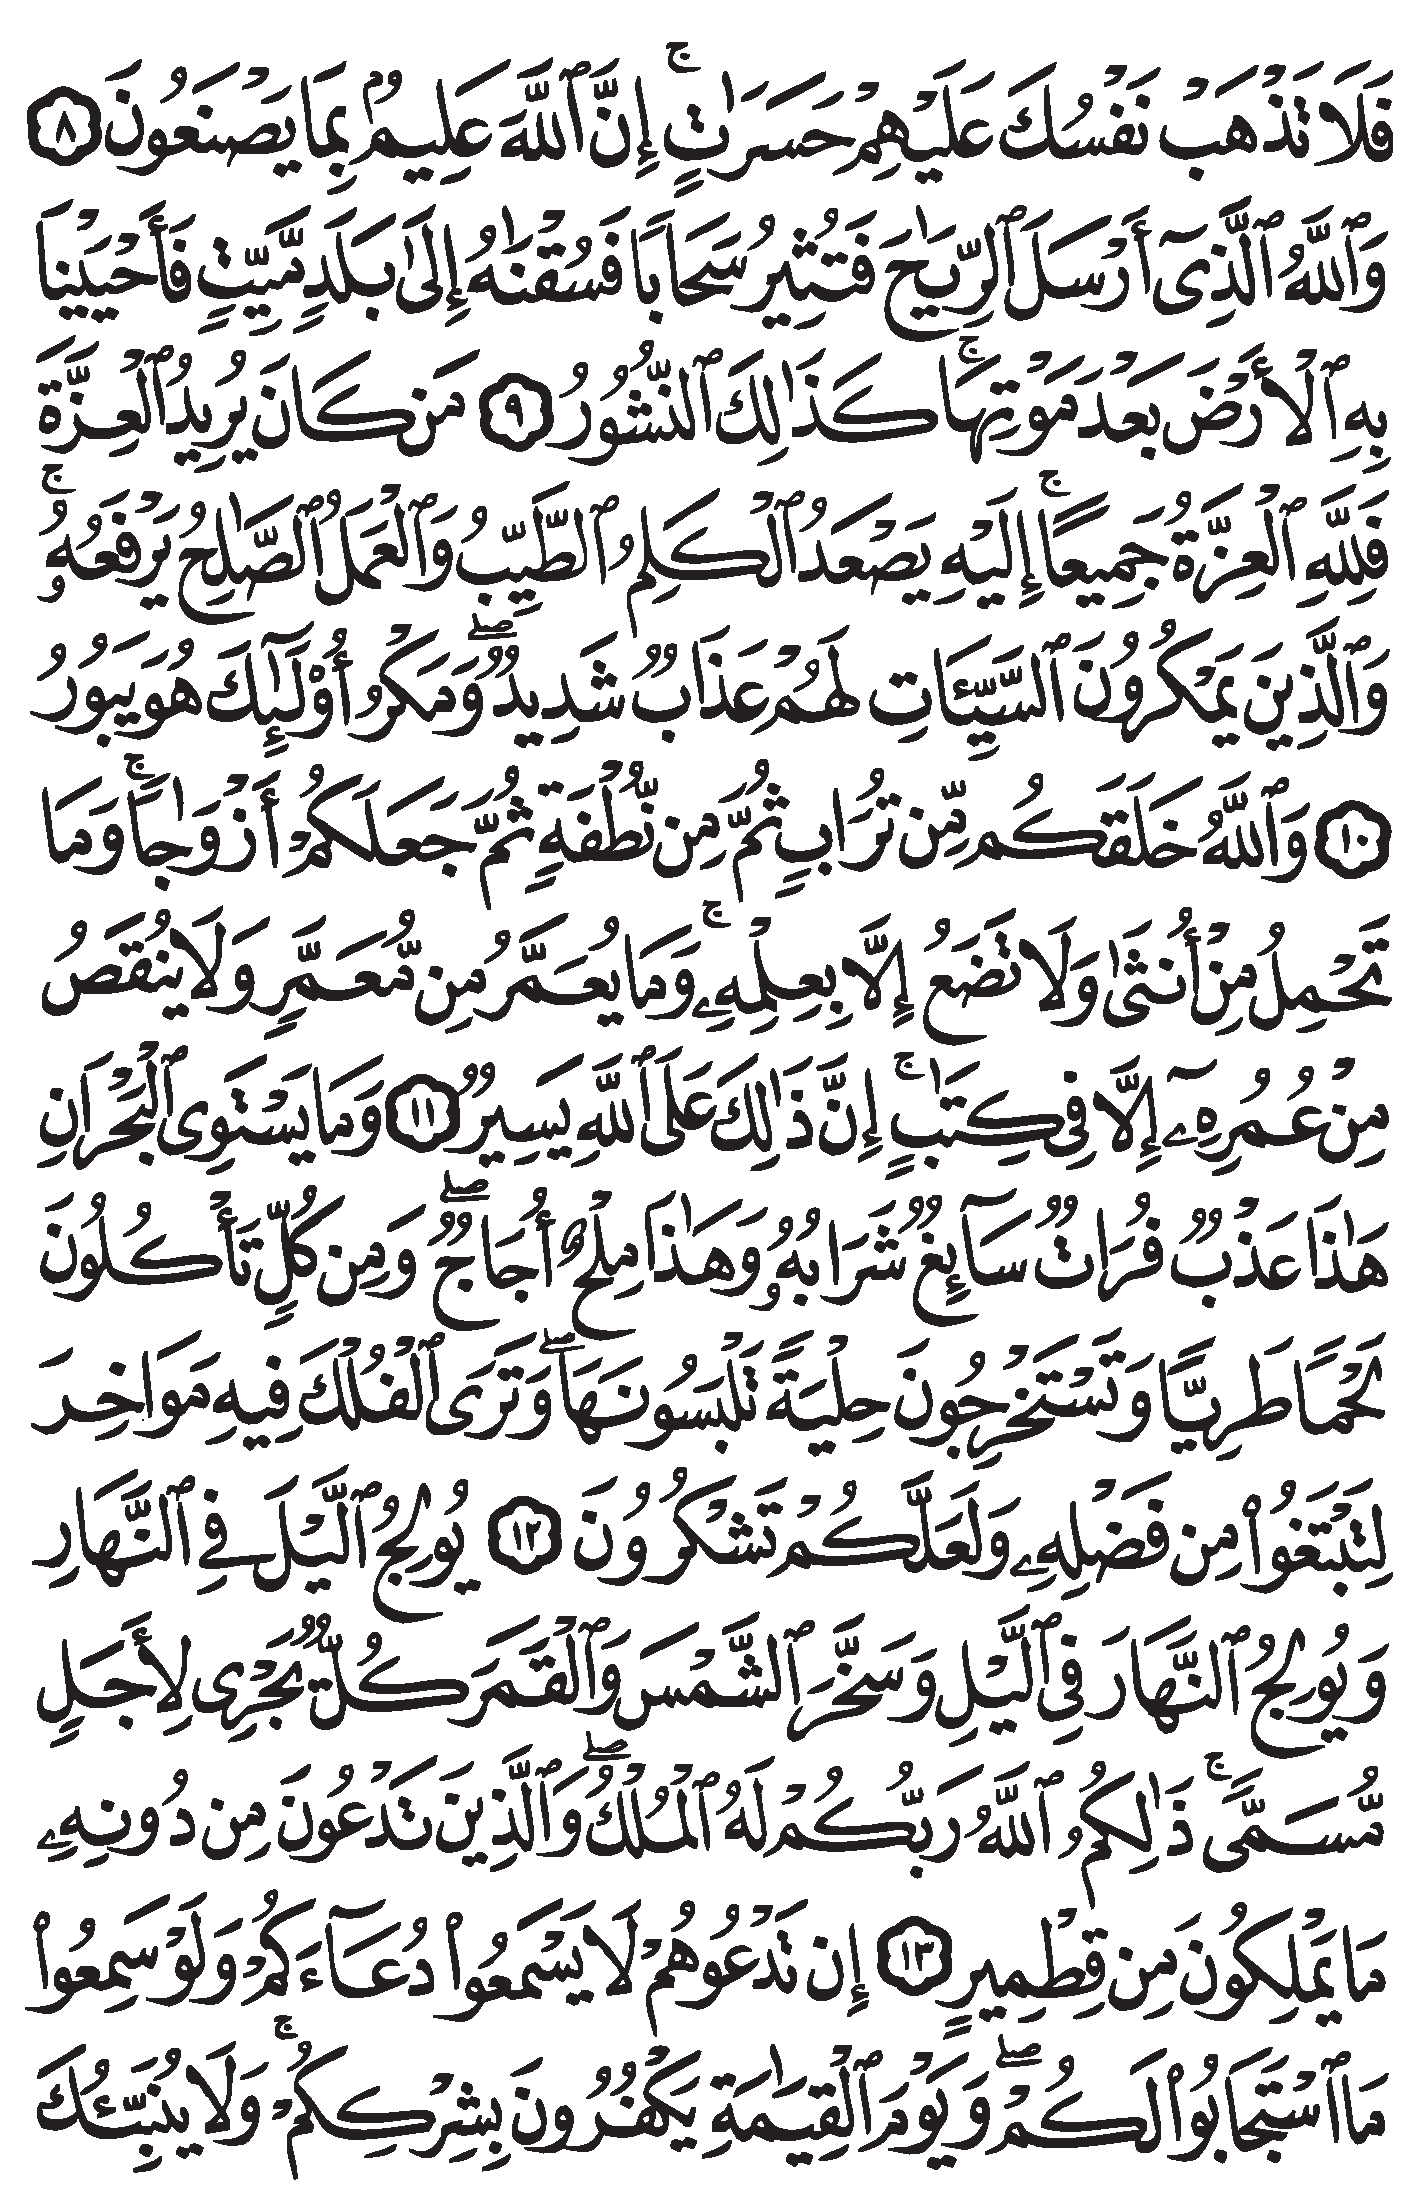 فَلَا تَذْهَبْ نَفْسُكَ عَلَيْهِمْ حَسَرَٰتٍۚ إِنَّ ٱللَّهَ عَلِيمُۢ بِمَا يَصْنَعُونَ ٨
وَٱللَّهُ ٱلَّذِىٓ أَرْسَلَ ٱلرِّيَٰحَ فَتُثِيرُ سَحَابًا فَسُقْنَٰهُ إِلَىٰ بَلَدٍ مَّيِّتٍ فَأَحْيَيْنَا
بِهِ ٱلْأَرْضَ بَعْدَ مَوْتِهَاۚ كَذَٰلِكَ ٱلنُّشُورُ ٩ مَن كَانَ يُرِيدُ ٱلْعِزَّةَ
فَلِلَّهِ ٱلْعِزَّةُ جَمِيعًاۚ إِلَيْهِ يَصْعَدُ ٱلْكَلِمُ ٱلطَّيِّبُ وَٱلْعَمَلُ ٱلصَّٰلِحُ يَرْفَعُهُۥۚ
وَٱلَّذِينَ يَمْكُرُونَ ٱلسَّيِّـَٔاتِ لَهُمْ عَذَابٌ شَدِيدٌۖ وَمَكْرُ أُو۟لَٰٓئِكَ هُوَ يَبُورُ
١٠ وَٱللَّهُ خَلَقَكُم مِّن تُرَابٍ ثُمَّ مِن نُّطْفَةٍ ثُمَّ جَعَلَكُمْ أَزْوَٰجًاۚ وَمَا
تَحْمِلُ مِنْ أُنثَىٰ وَلَا تَضَعُ إِلَّا بِعِلْمِهِۦۚ وَمَا يُعَمَّرُ مِن مُّعَمَّرٍ وَلَا يُنقَصُ
مِنْ عُمُرِهِۦٓ إِلَّا فِى كِتَٰبٍۚ إِنَّ ذَٰلِكَ عَلَى ٱللَّهِ يَسِيرٌ ١١ وَمَا يَسْتَوِى ٱلْبَحْرَانِ
هَٰذَا عَذْبٌ فُرَاتٌ سَآئِغٌ شَرَابُهُۥ وَهَٰذَا مِلْحٌ أُجَاجٌۖ وَمِن كُلٍّ تَأْكُلُونَ
لَحْمًا طَرِيًّا وَتَسْتَخْرِجُونَ حِلْيَةً تَلْبَسُونَهَاۖ وَتَرَى ٱلْفُلْكَ فِيهِ مَوَاخِرَ
لِتَبْتَغُوا۟ مِن فَضْلِهِۦ وَلَعَلَّكُمْ تَشْكُرُونَ ١٢ يُولِجُ ٱلَّيْلَ فِى ٱلنَّهَارِ
وَيُولِجُ ٱلنَّهَارَ فِى ٱلَّيْلِ وَسَخَّرَ ٱلشَّمْسَ وَٱلْقَمَرَ كُلٌّ يَجْرِى لِأَجَلٍ
مُّسَمًّىۚ ذَٰلِكُمُ ٱللَّهُ رَبُّكُمْ لَهُ ٱلْمُلْكُۖ وَٱلَّذِينَ تَدْعُونَ مِن دُونِهِۦ
مَا يَمْلِكُونَ مِن قِطْمِيرٍ ١٣ إِن تَدْعُوهُمْ لَا يَسْمَعُوا۟ دُعَآءَكُمْ وَلَوْ سَمِعُوا۟
مَا ٱسْتَجَابُوا۟ لَكُمْۖ وَيَوْمَ ٱلْقِيَٰمَةِ يَكْفُرُونَ بِشِرْكِكُمْۚ وَلَا يُنَبِّئُكَ